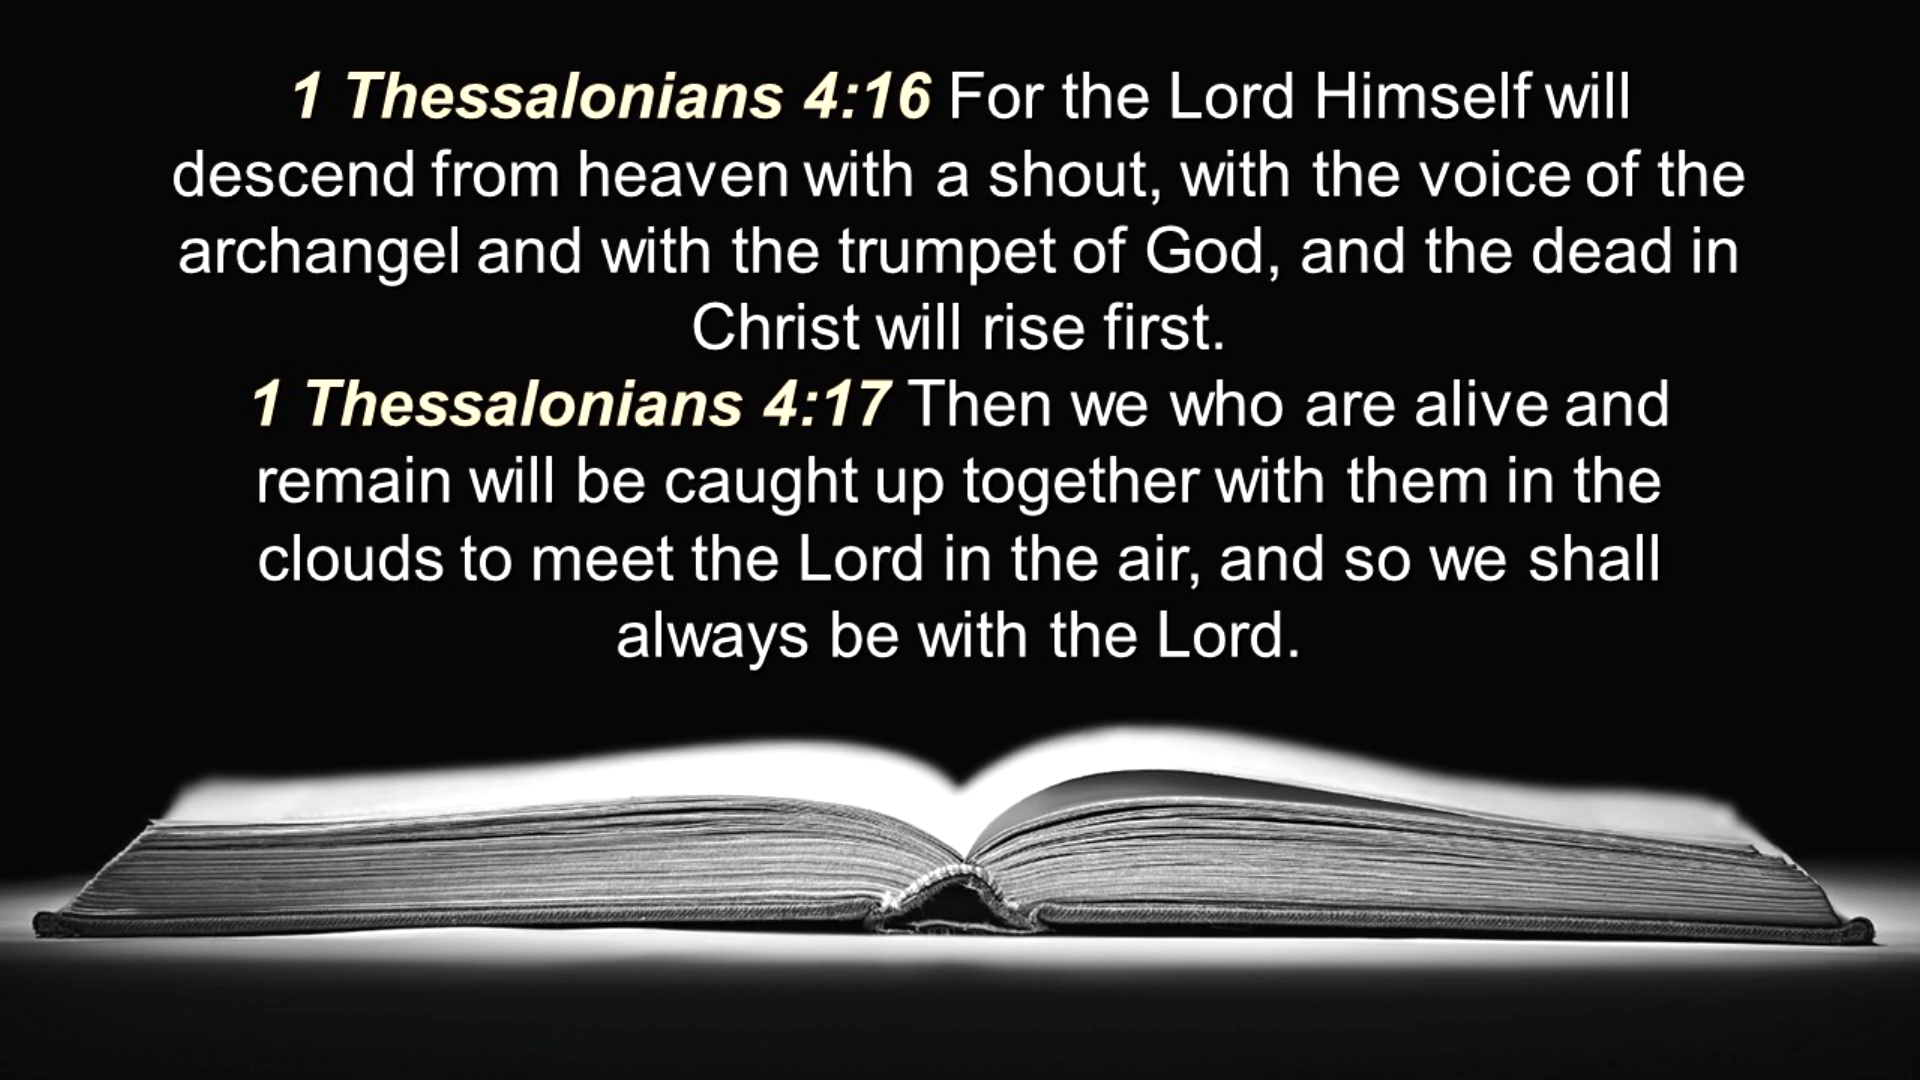 1 Thessalonians 4:16 For the Lord Himself will
descend from heaven with a shout, with the voice of the
archangel and with the trumpet of God, and the dead in
Christ will rise first.
1 Thessalonians 4:17 Then we who are alive and
remain will be caught up together with them in the
clouds to meet the Lord in the air, and so we shall
always be with the Lord.